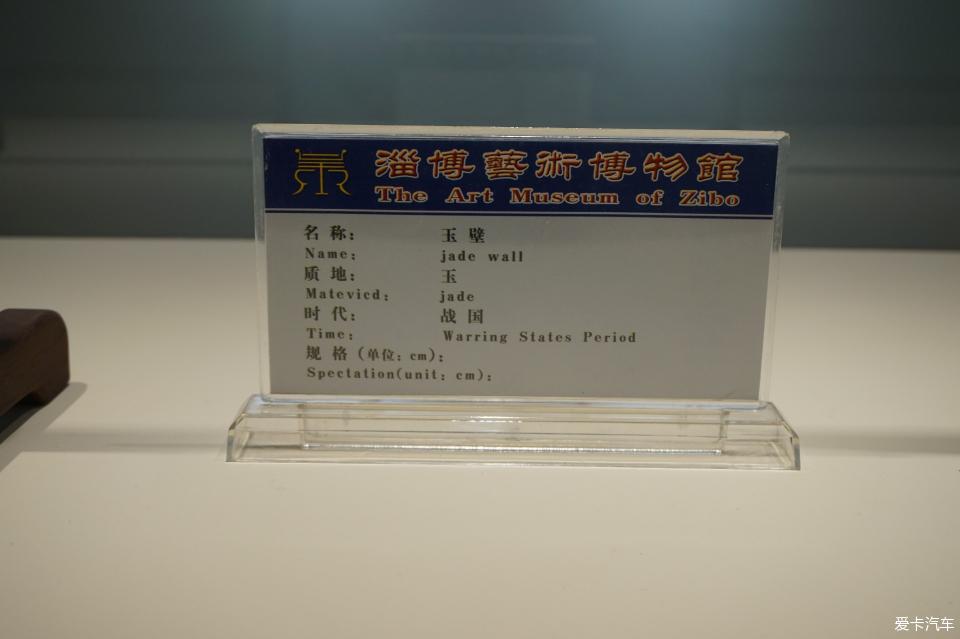 淄博藝術博物館
The Art Museum of Zibo
名 称： 玉 璧
Name: jade wall
质 地： 玉
Matevicd: jade
时 代： 战 国
Time: Warring States Period
规 格（单位：cm）：
Spectation(unit: cm):
爱卡汽车